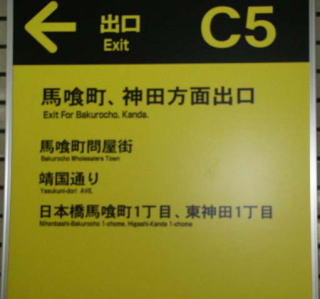 出口 C5
Exit
馬喰町、神田方面出口
Exit For Bakurocho, Kanda.
馬喰町問屋街
Bakurocho Wholesalers Town
靖国通り
Yasukuni-dori AVE.
日本橋馬喰町1丁目、東神田1丁目
Nihonbashi-Bakurocho 1-chome, Higashi-Kanda 1-chome